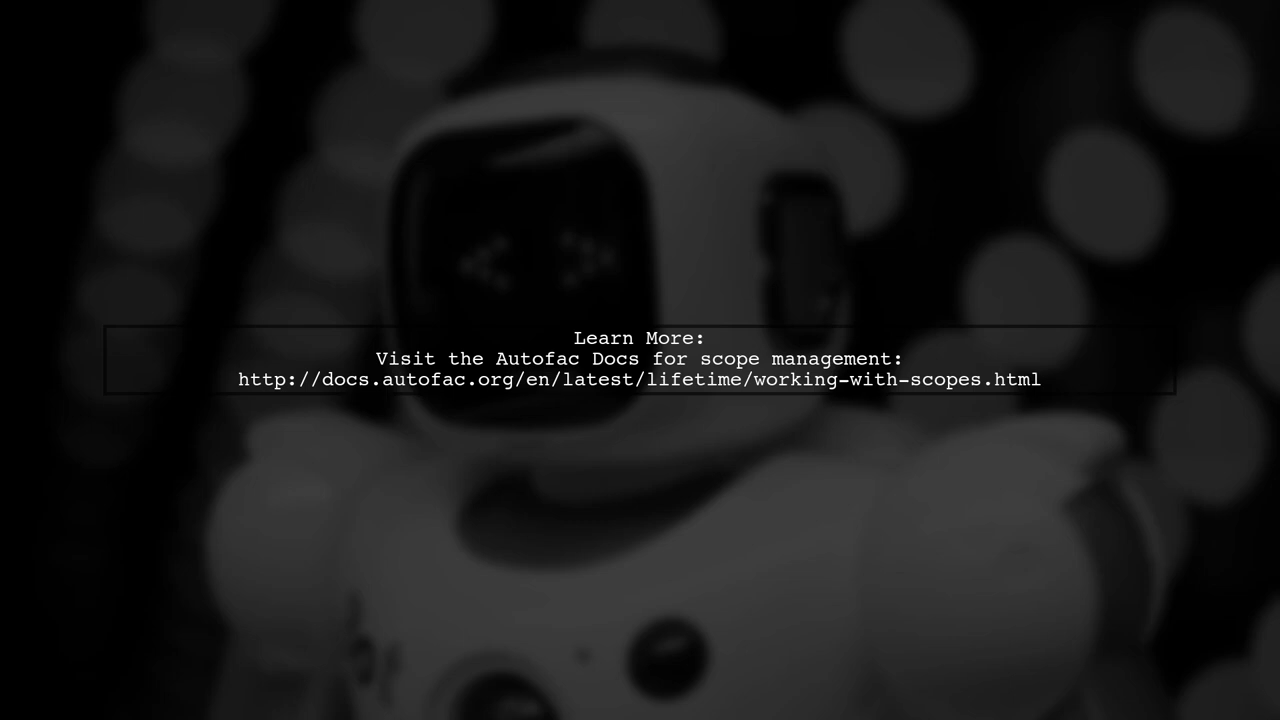 Learn More:
Visit the Autofac Docs for scope management:
http://docs.autofac.org/en/latest/lifetime/working-with-scopes.html